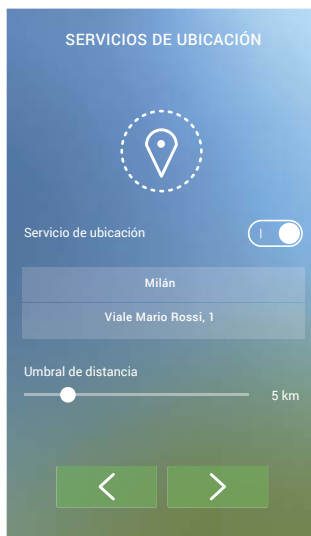 SERVICIOS DE UBICACIÓN
Servicio de ubicación
Milán
Viale Mario Rossi, 1
Umbral de distancia
5 km